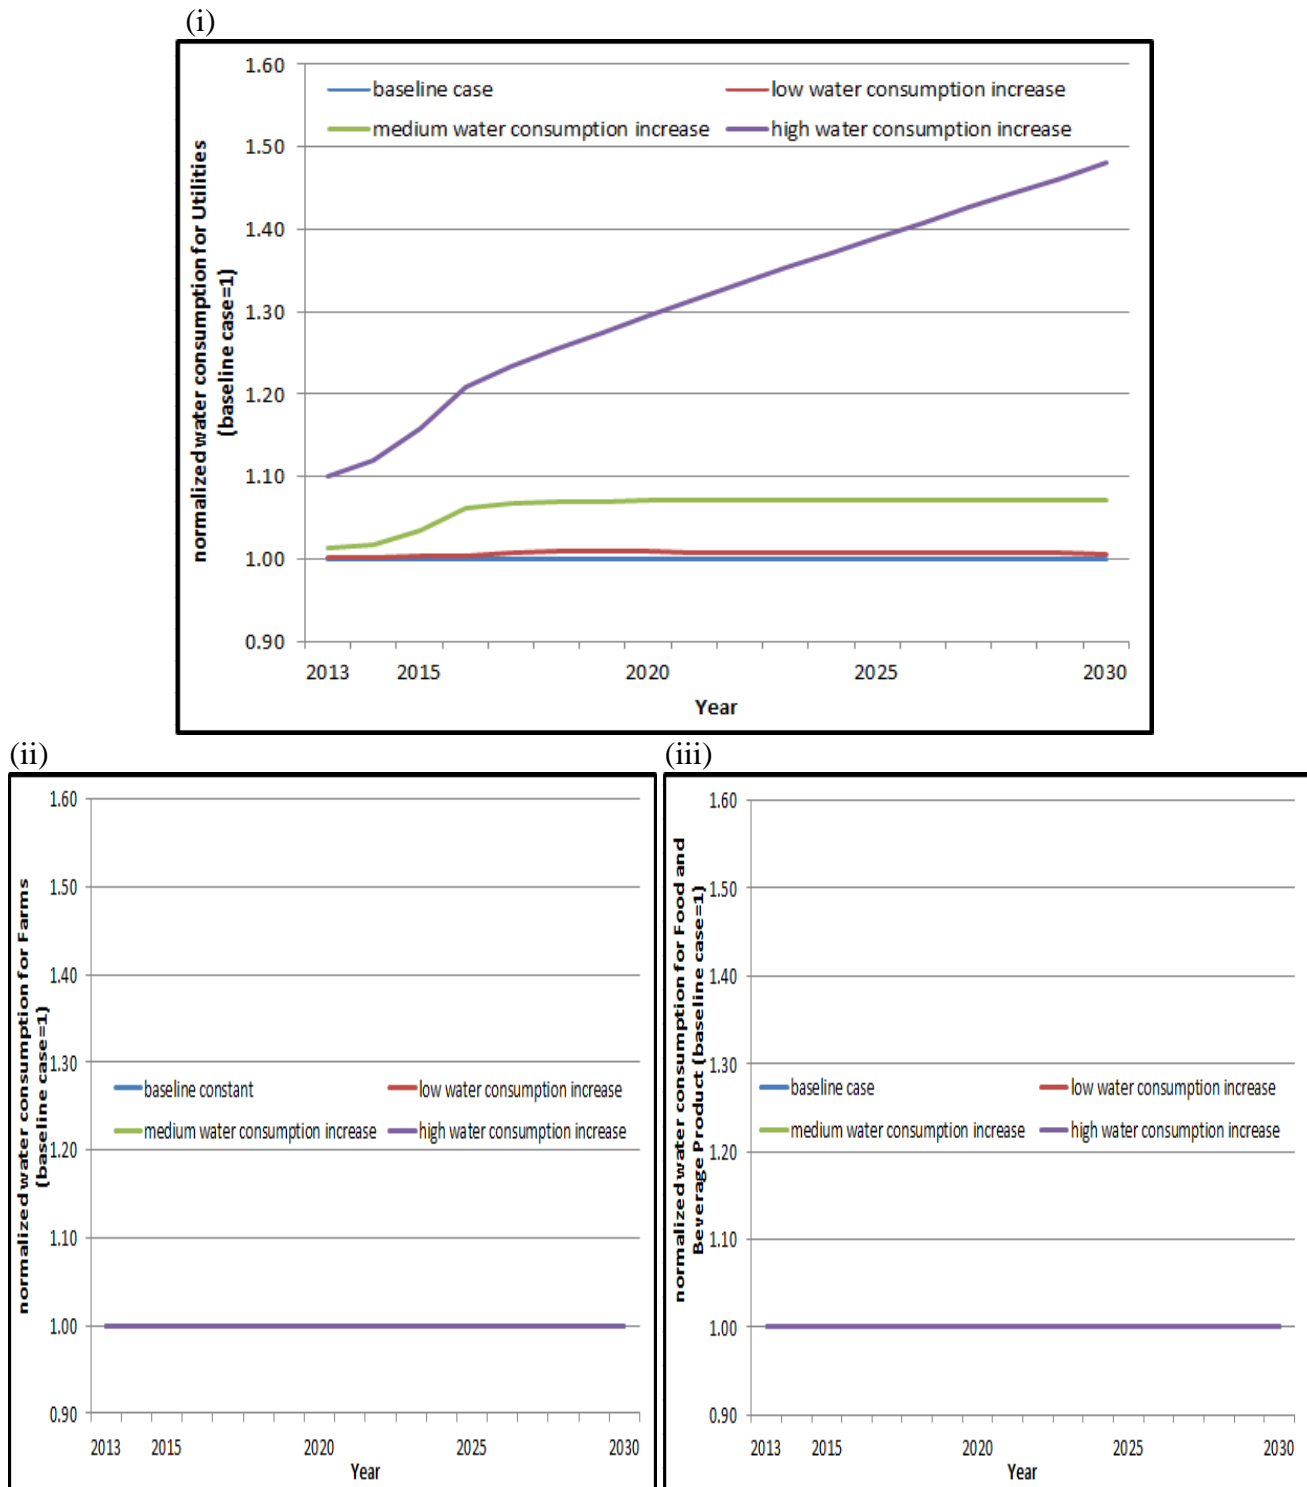 (i)
1.60
1.50
1.40
1.30
1.20
1.10
1.00
0.90
normalized water consumption for Utilities
(baseline case=1)
baseline case
low water consumption increase
medium water consumption increase
high water consumption increase
2013 2015 2020 2025 2030
Year
(ii)
1.60
1.50
1.40
1.30
1.20
1.10
1.00
0.90
normalized water consumption for Farms
(baseline case=1)
baseline constant
low water consumption increase
medium water consumption increase
high water consumption increase
2013 2015 2020 2025 2030
Year
(iii)
1.60
1.50
1.40
1.30
1.20
1.10
1.00
0.90
normalized water consumption for Food and
Beverage Product (baseline case=1)
baseline case
low water consumption increase
medium water consumption increase
high water consumption increase
2013 2015 2020 2025 2030
Year